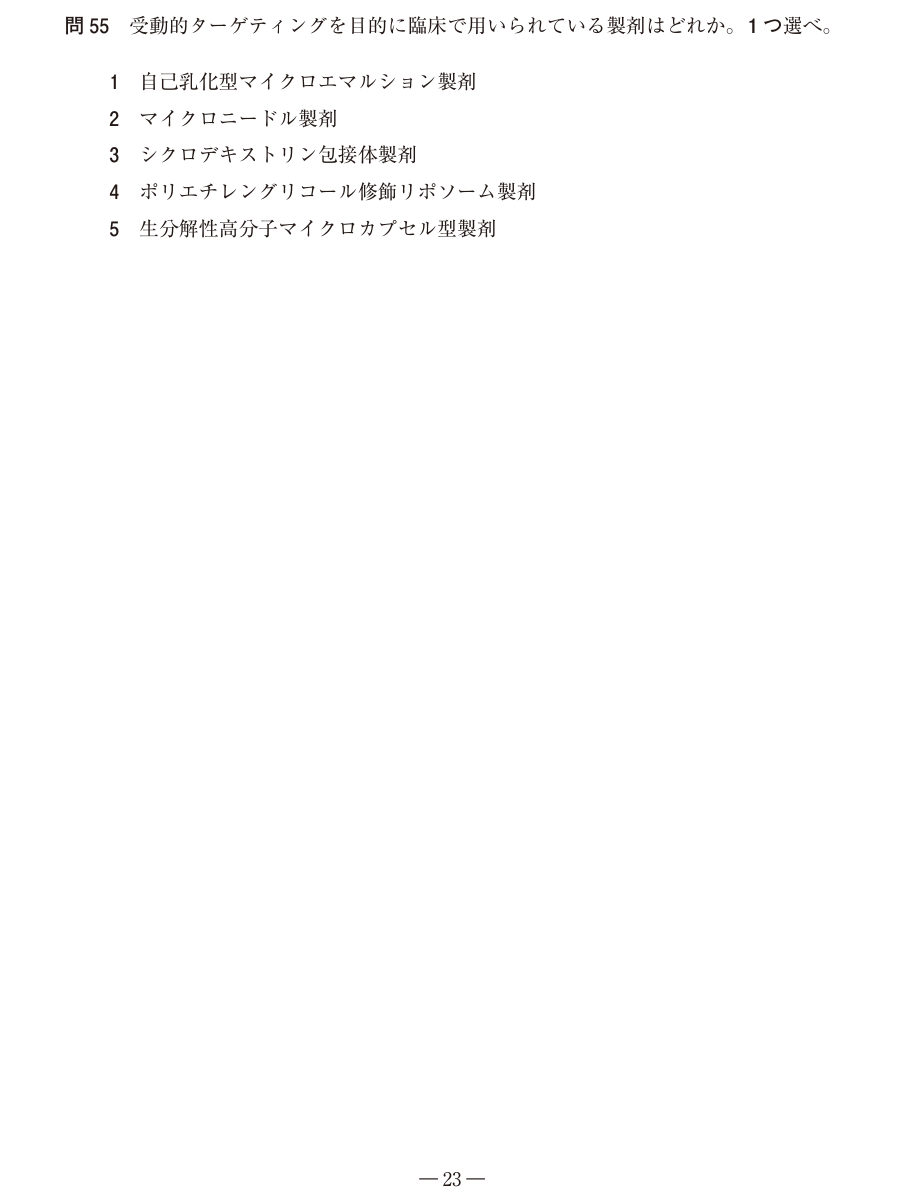 問 55　受動的ターゲティングを目的に臨床で用いられている製剤はどれか。1 つ選べ。
1　自己乳化型マイクロエマルション製剤
2　マイクロニードル製剤
3　シクロデキストリン包接体製剤
4　ポリエチレングリコール修飾リポソーム製剤
5　生分解性高分子マイクロカプセル型製剤
— 23 —